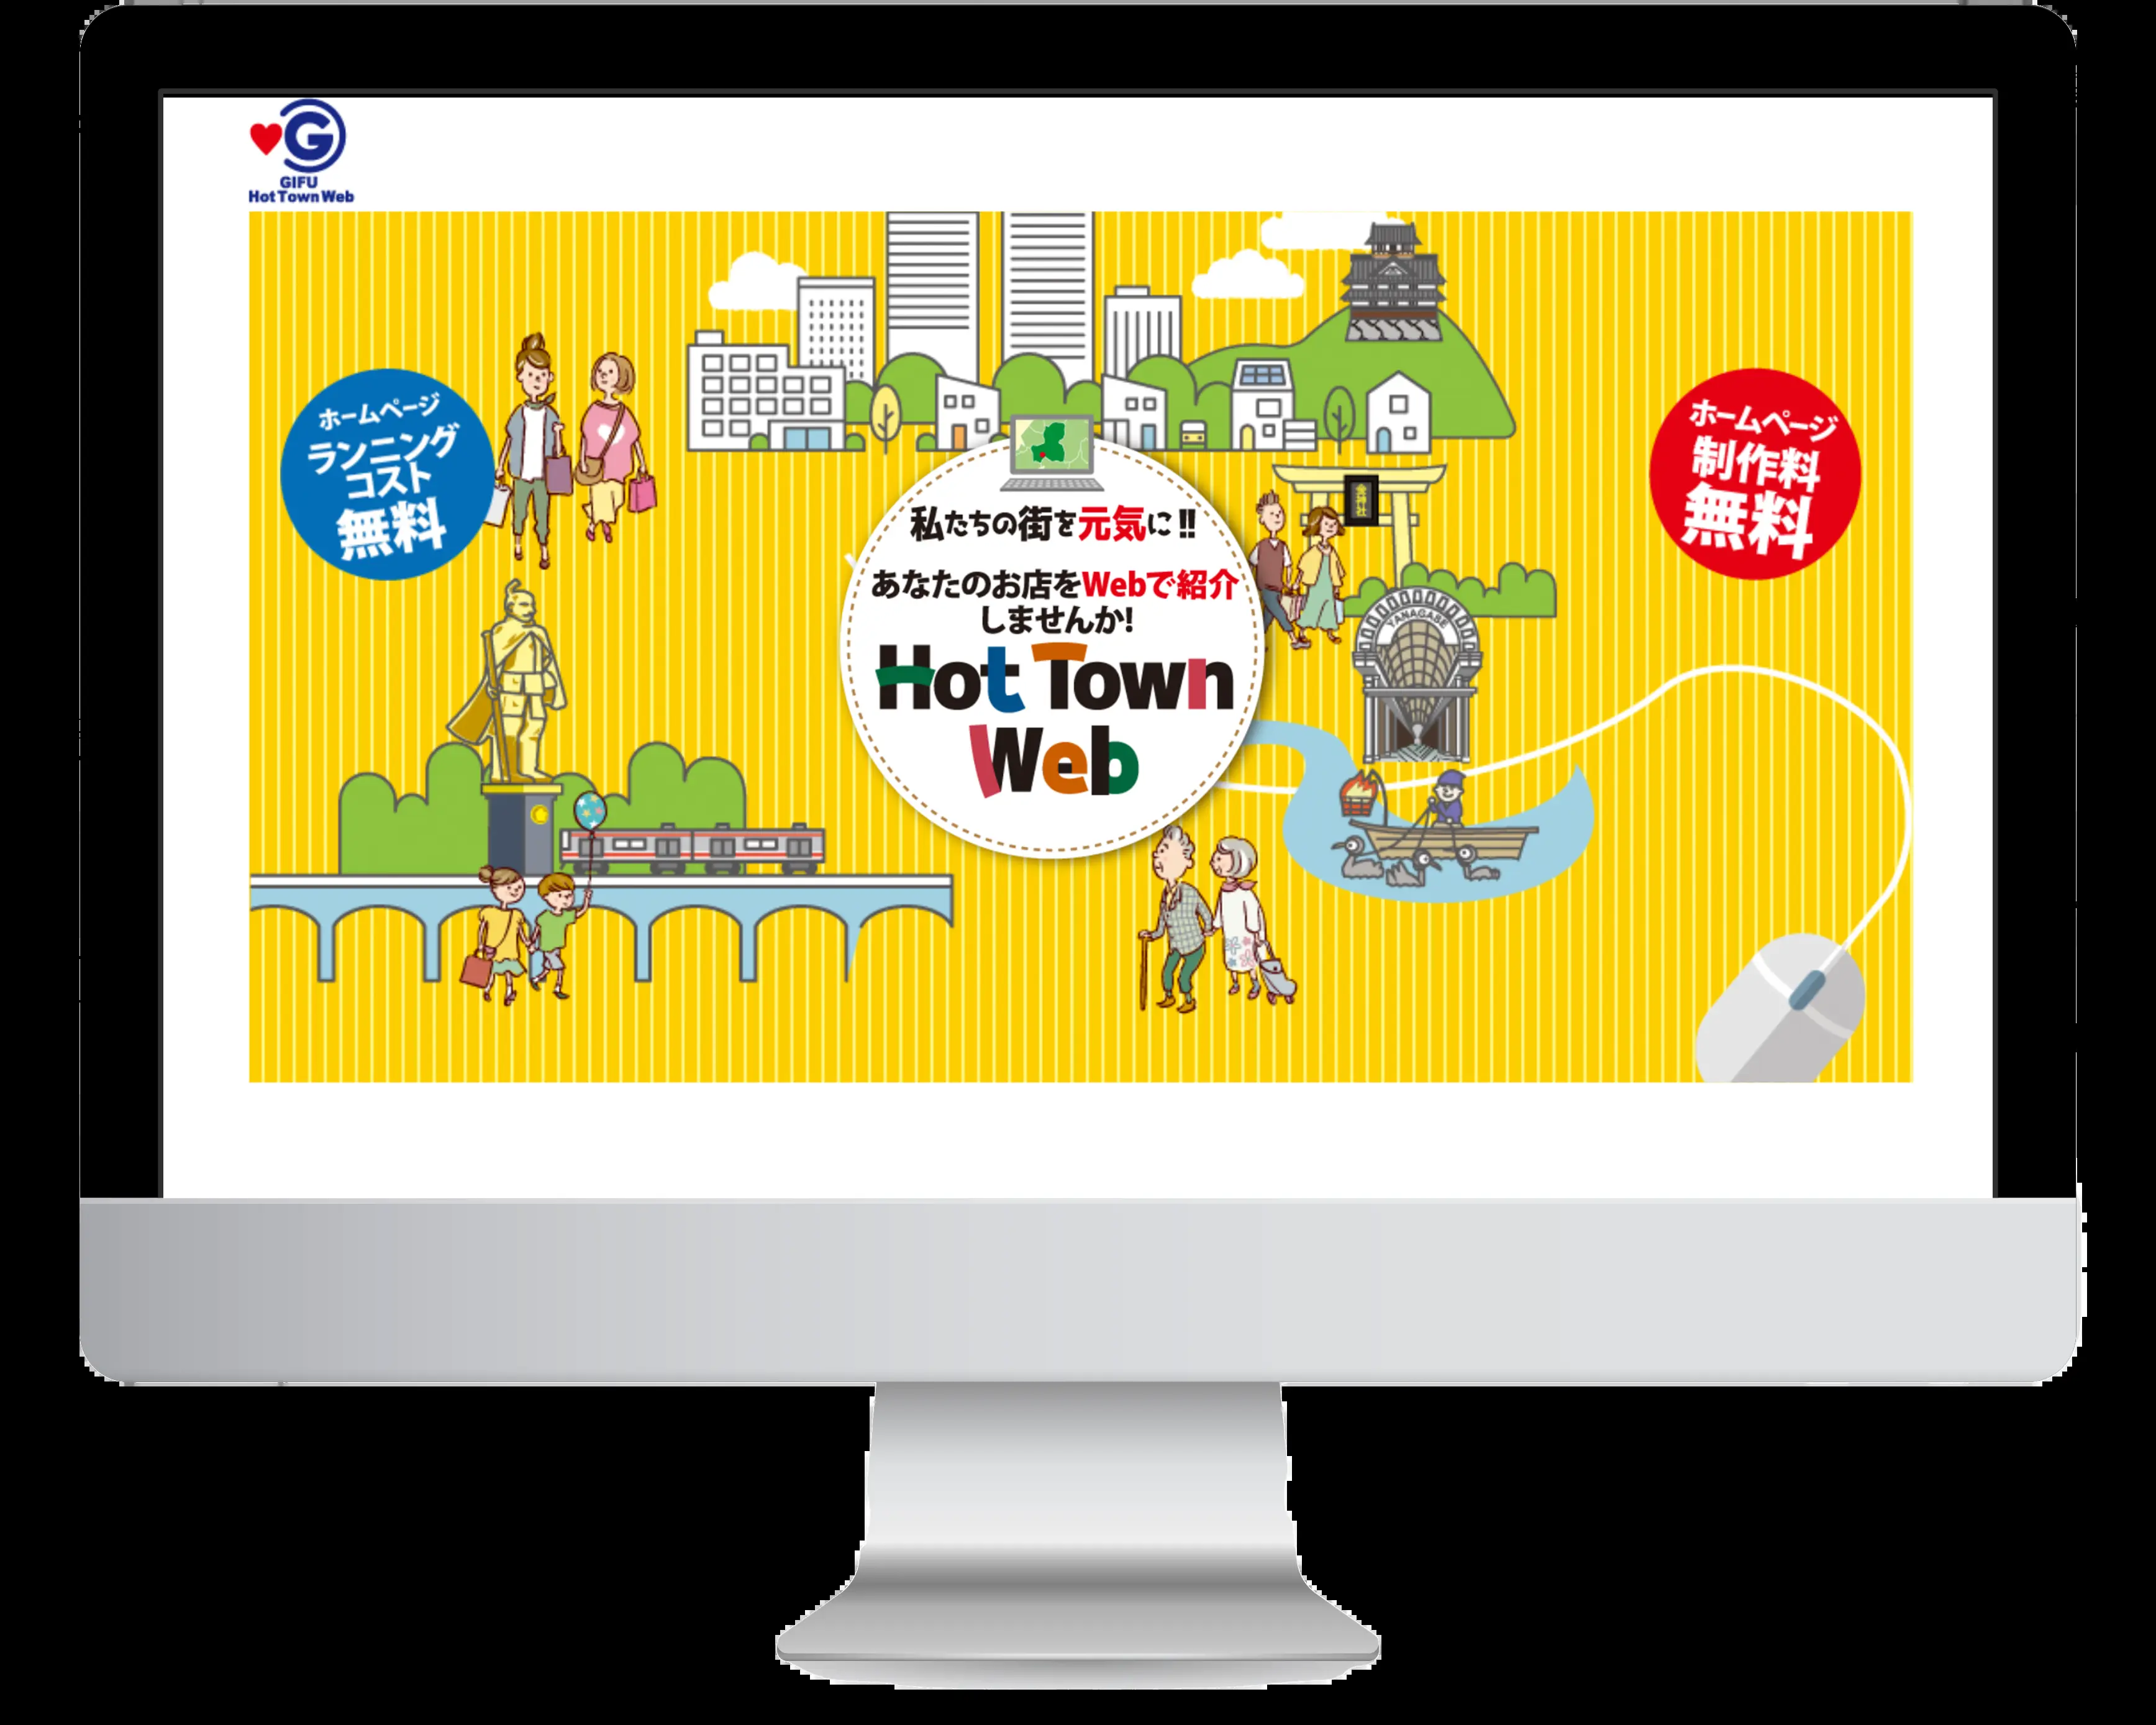 G
GIFU
Hot Town Web
ホームページ
ランニング
コスト
無料
私たちの街を元気に!!
あなたのお店をWebで紹介
しませんか!
Hot Town
Web
金神社
YANAGASE
ホームページ
制作料
無料